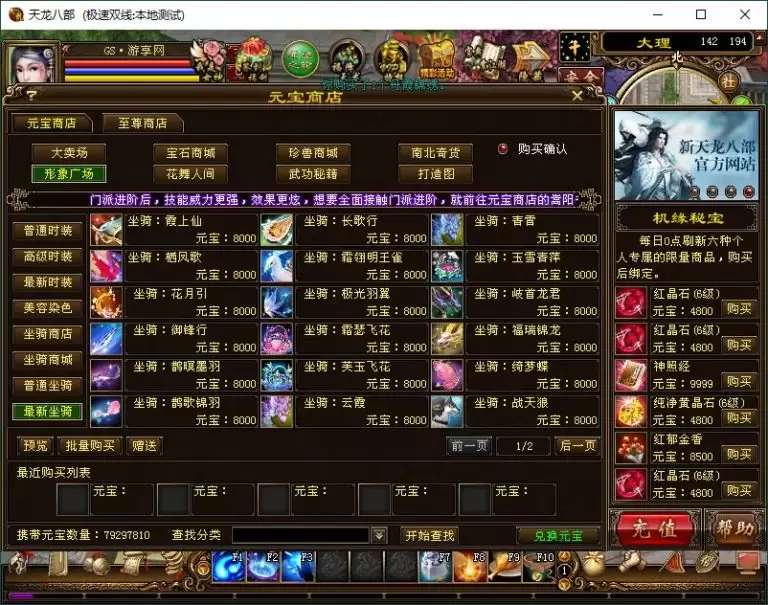 天龙八部 (极速双线:本地测试)
GS·游享网
大理 142 194
北
社
精彩活动
安全
你购买了1个丹霞锦绣。
?
元宝商店
元宝商店 至尊商店
大卖场 宝石商城 珍兽商城 南北奇货 购买确认
形象广场 花舞人间 武功秘籍 打造图
门派进阶后，技能威力更强，效果更炫，想要全面接触门派进阶，就前往元宝商店的嵩阳
普通时装
高级时装
最新时装
美容染色
坐骑商店
坐骑商城
普通坐骑
最新坐骑
坐骑：霞上仙 坐骑：长歌行 坐骑：青霄
元宝：8000 元宝：8000 元宝：8000
坐骑：栖凤歌 坐骑：霜翎明王雀 坐骑：玉雪青萍
元宝：8000 元宝：8000 元宝：8000
坐骑：花月引 坐骑：极光羽翼 坐骑：岐首龙君
元宝：8000 元宝：8000 元宝：8000
坐骑：御锋行 坐骑：霜瑟飞花 坐骑：福瑞锦龙
元宝：8000 元宝：8000 元宝：8000
坐骑：鹊暝墨羽 坐骑：芙玉飞花 坐骑：绮梦蝶
元宝：8000 元宝：8000 元宝：8000
坐骑：鹊歌锦羽 坐骑：云霞 坐骑：战天狼
元宝：8000 元宝：8000 元宝：8000
预览 批量购买 赠送 前一页 1/2 后一页
最近购买列表
元宝： 元宝： 元宝： 元宝： 元宝：
携带元宝数量：79297810 查找分类 开始查找 兑换元宝
新天龙八部
官方网站
机缘秘宝
每日0点刷新六种个
人专属的限量商品，购买
后绑定。
红晶石(6级)
元宝：4800 购买
红晶石(6级)
元宝：4800 购买
神照经
元宝：9999 购买
纯净黄晶石(6级)
元宝：4800 购买
红郁金香
元宝：8500 购买
红晶石(6级)
元宝：4800 购买
充值 帮助
F1 F2 F3 F7 F8 F9 F10 1